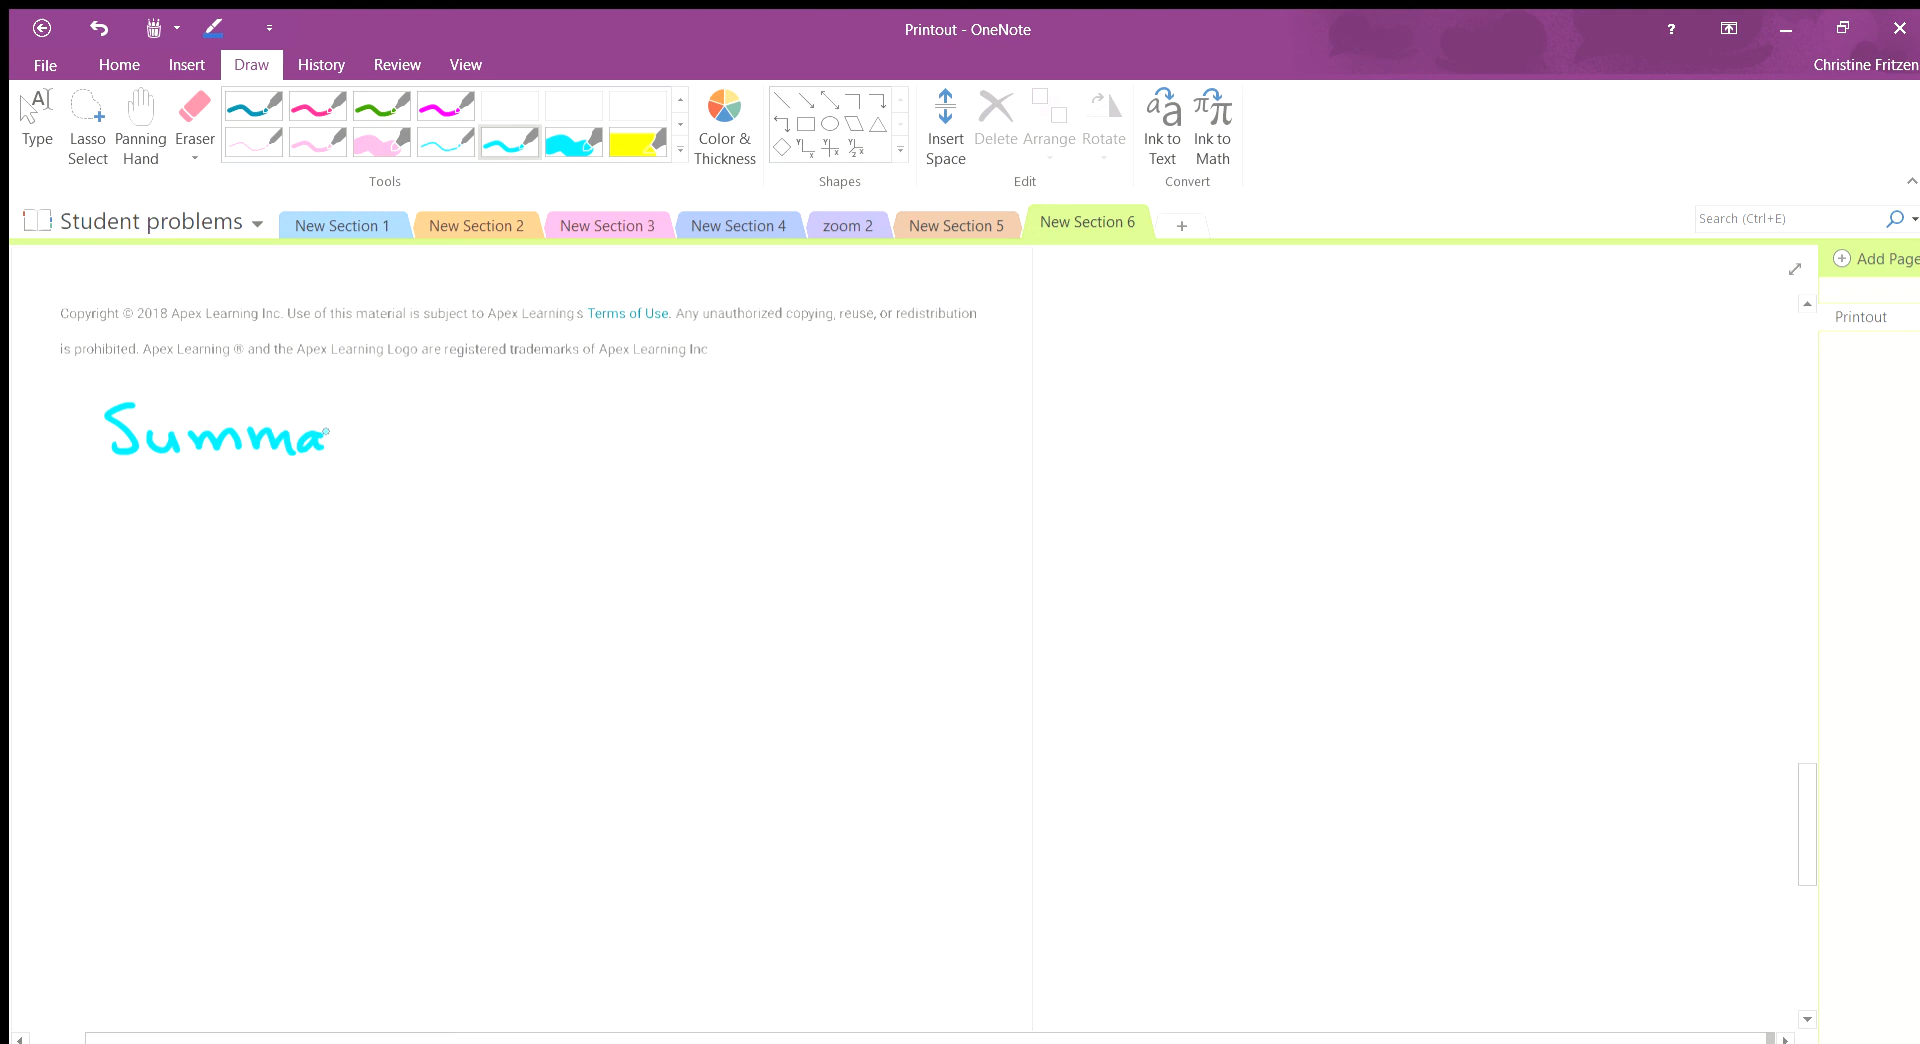 Printout - OneNote
?
File Home Insert Draw History Review View
Christine Fritzen
Type
Lasso Select
Panning Hand
Eraser
Color & Thickness
Insert Space
Delete
Arrange
Rotate
Ink to Text
Ink to Math
Tools
Shapes
Edit
Convert
Student problems
New Section 1
New Section 2
New Section 3
New Section 4
zoom 2
New Section 5
New Section 6
+
Search (Ctrl+E)
Add Page
Printout
Copyright © 2018 Apex Learning Inc. Use of this material is subject to Apex Learning's Terms of Use. Any unauthorized copying, reuse, or redistribution
is prohibited. Apex Learning ® and the Apex Learning Logo are registered trademarks of Apex Learning Inc
Summa